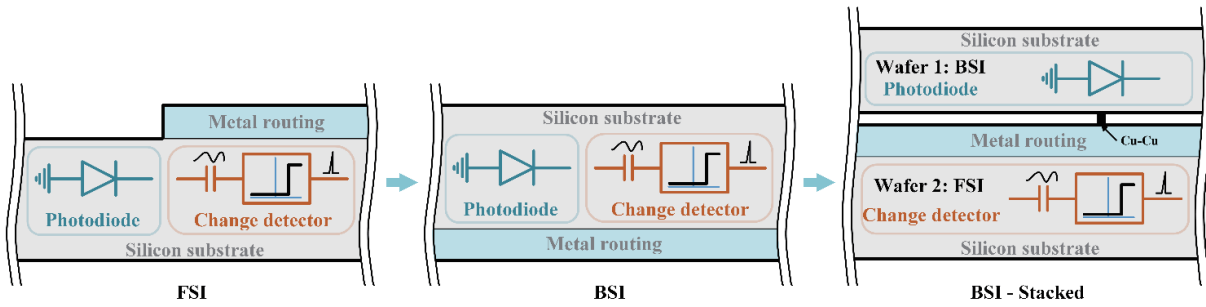 Metal routing
Photodiode
Change detector
Silicon substrate
FSI
Silicon substrate
Photodiode
Change detector
Metal routing
BSI
Silicon substrate
Wafer 1: BSI
Photodiode
Cu-Cu
Metal routing
Wafer 2: FSI
Change detector
Silicon substrate
BSI - Stacked